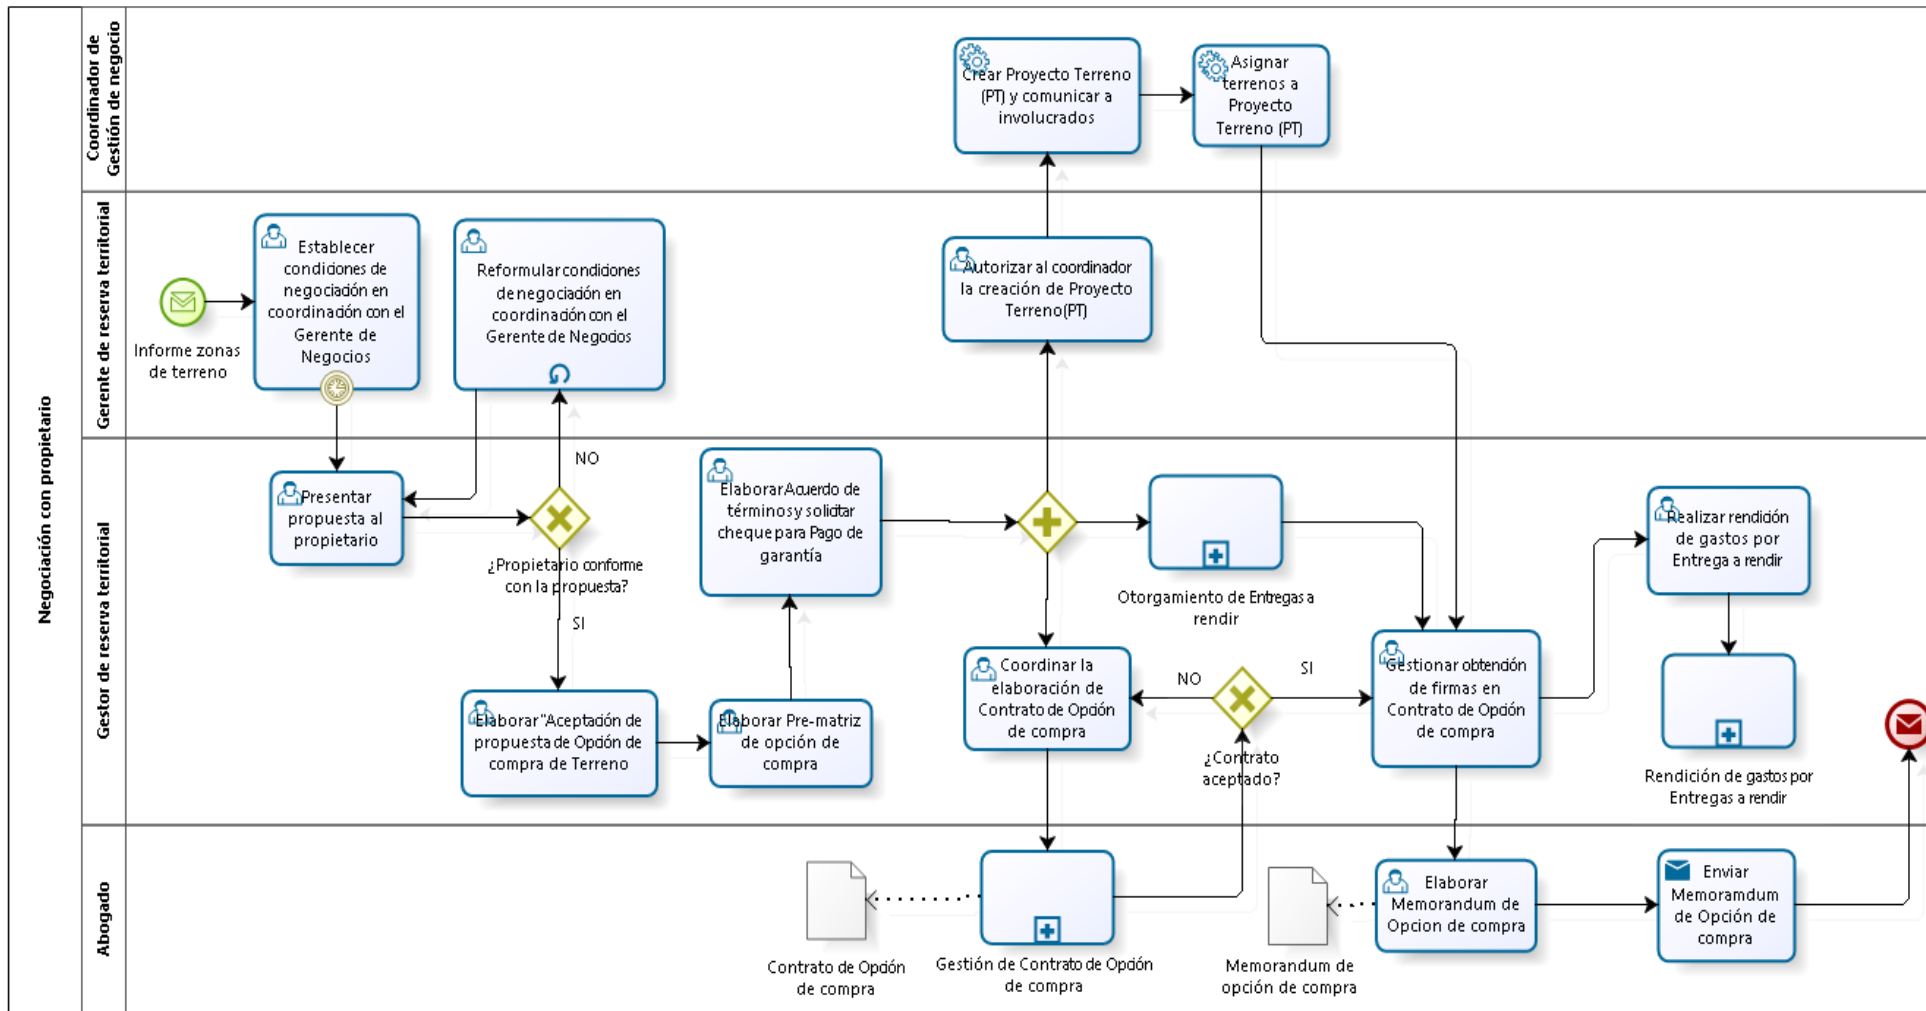 Negociación con propietario
Coordinador de
Gestión de negocio
Crear Proyecto Terreno
(PT) y comunicar a
involucrados
Asignar
terrenos a
Proyecto
Terreno (PT)
Gerente de reserva territorial
Informe zonas
de terreno
Establecer
condiciones de
negociación en
coordinación con el
Gerente de
Negocios
Reformular condiciones
de negociación en
coordinación con el
Gerente de Negocios
Autorizar al coordinador
la creación de Proyecto
Terreno(PT)
Gestor de reserva territorial
Presentar
propuesta al
propietario
NO
¿Propietario conforme
con la propuesta?
SI
Elaborar "Aceptación de
propuesta de Opción de
compra de Terreno
Elaborar Pre-matriz
de opción de
compra
Elaborar Acuerdo de
términos y solicitar
cheque para Pago de
garantía
Otorgamiento de Entregas a
rendir
Coordinar la
elaboración de
Contrato de Opción
de compra
NO
SI
¿Contrato
aceptado?
Gestionar obtención
de firmas en
Contrato de Opción
de compra
Realizar rendición
de gastos por
Entrega a rendir
Rendición de gastos por
Entregas a rendir
Abogado
Contrato de Opción
de compra
Gestión de Contrato de Opción
de compra
Memorandum de
opción de compra
Elaborar
Memorandum de
Opcion de compra
Enviar
Memoramdum
de Opción de
compra